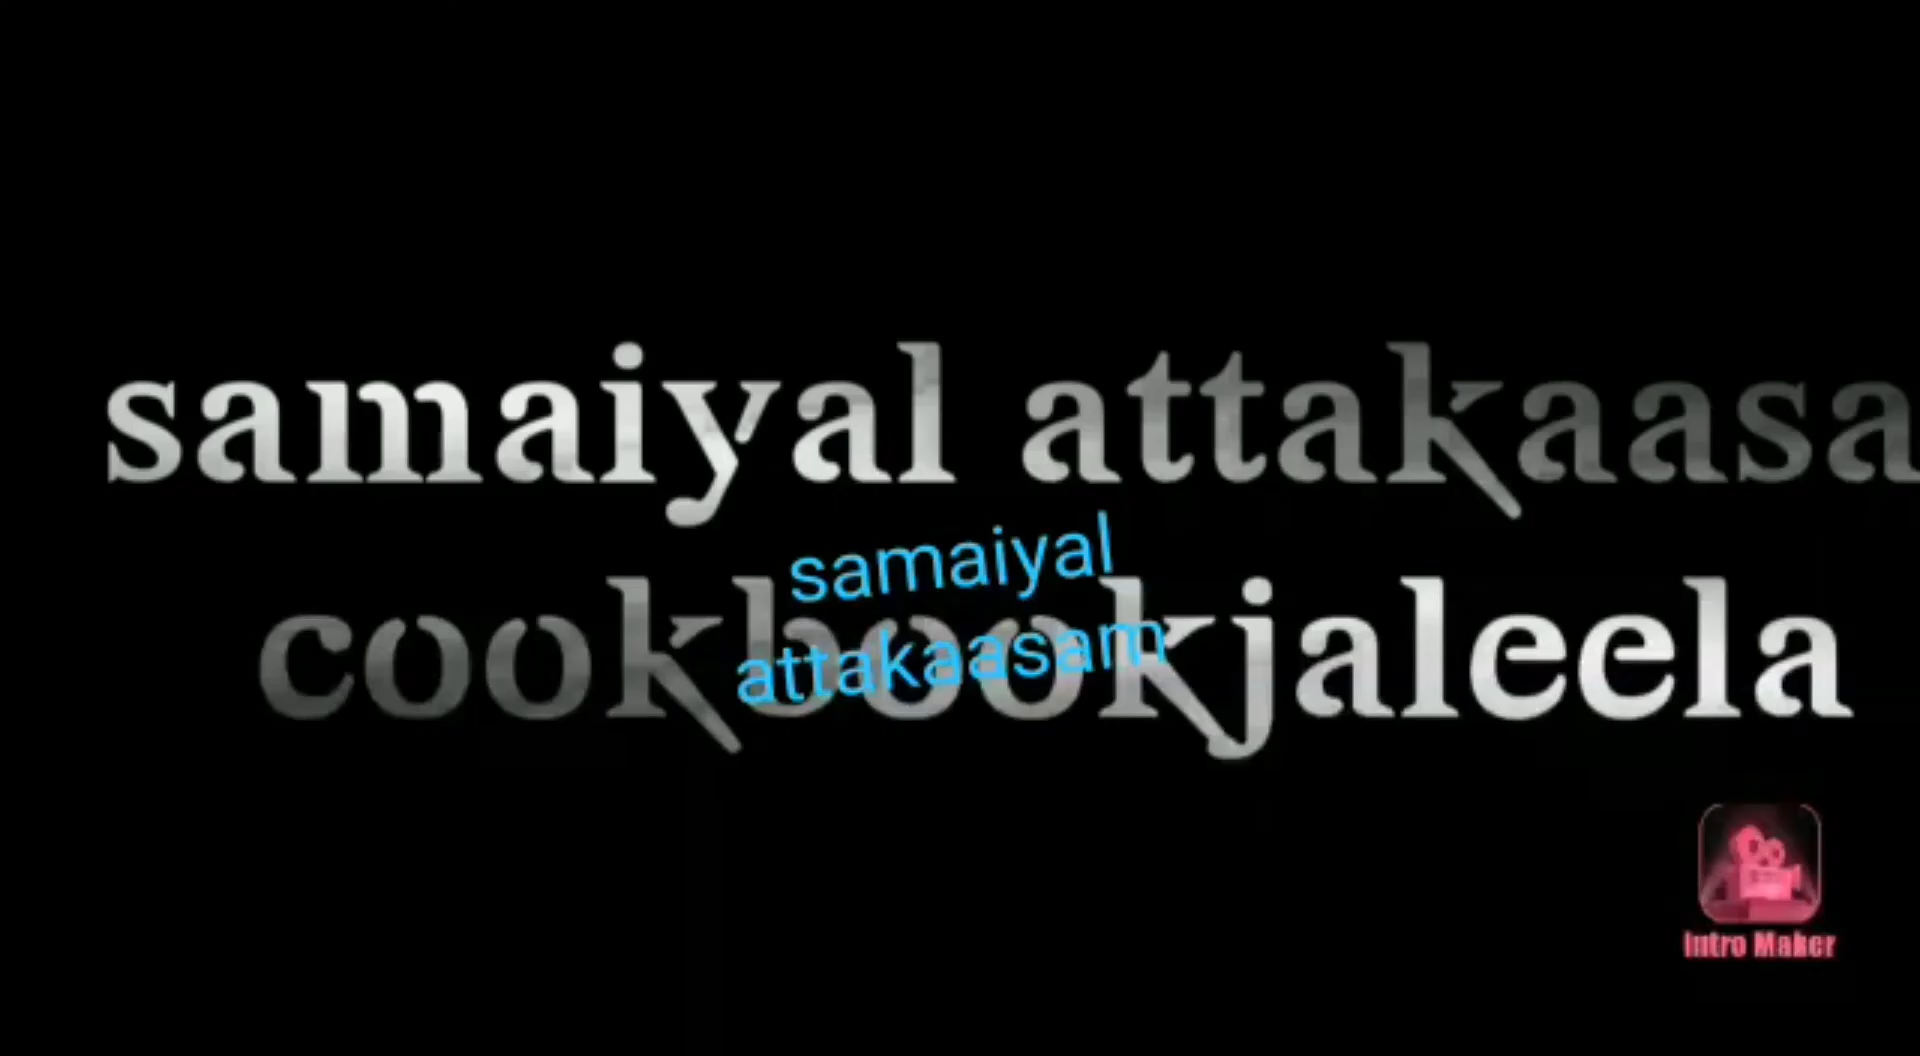 samaiyal attakaasa
samaiyal
attakaasam
cookbookjaleela
Intro Maker